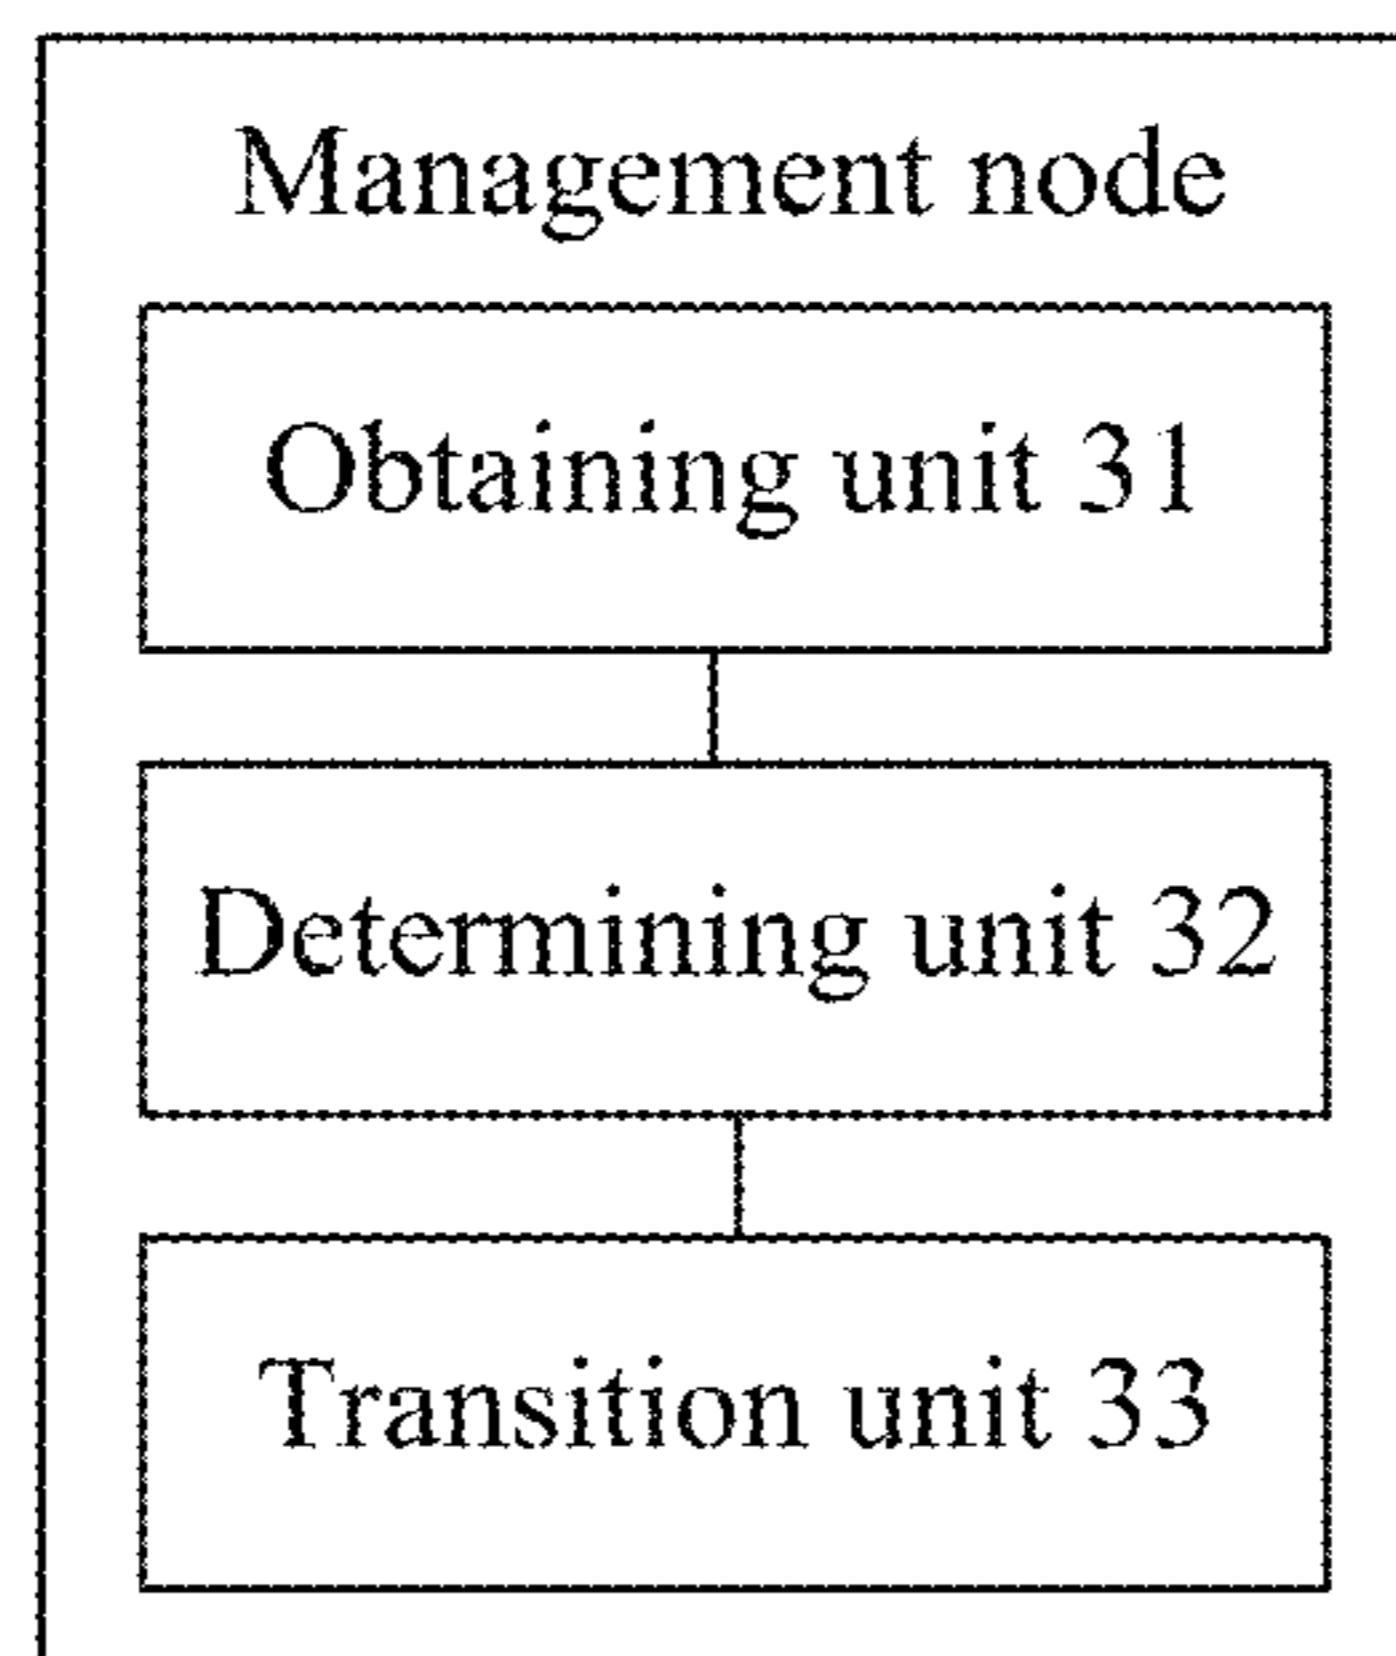 Management node
Obtaining unit 31
Determining unit 32
Transition unit 33